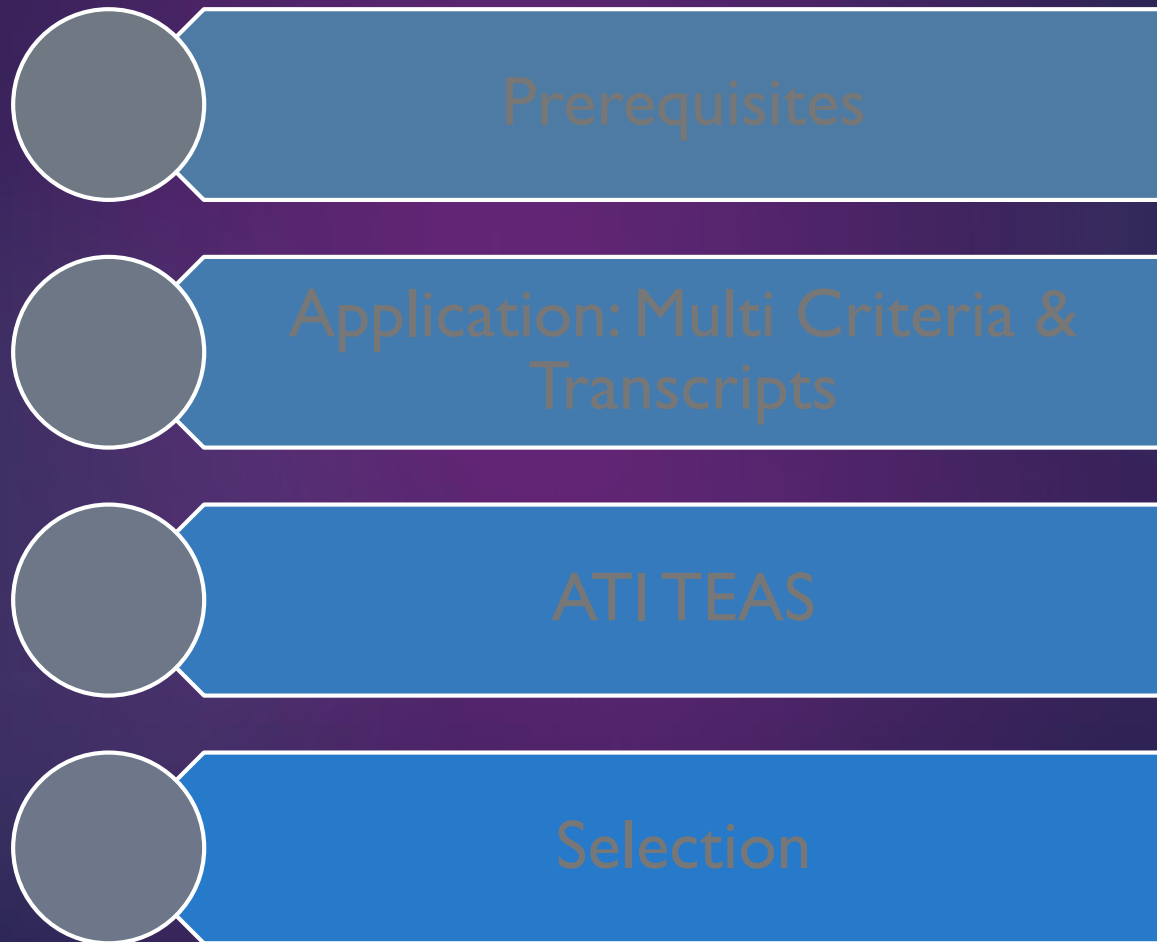 Prerequisites
Application: Multi Criteria &
Transcripts
ATI TEAS
Selection